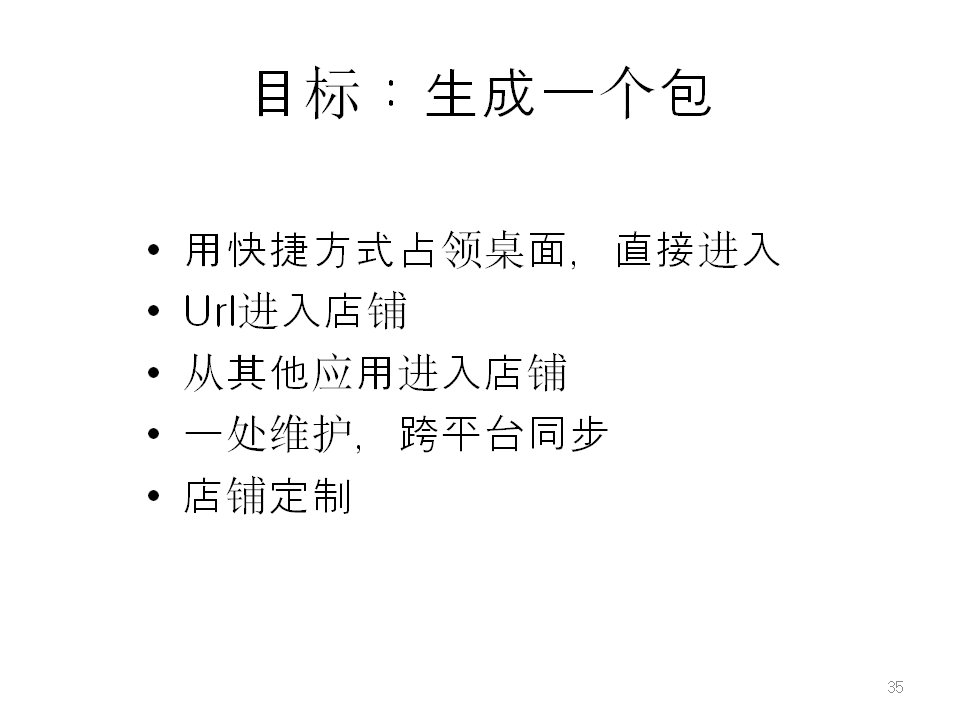 目标：生成一个包
• 用快捷方式占领桌面，直接进入
• Url进入店铺
• 从其他应用进入店铺
• 一处维护，跨平台同步
• 店铺定制
35